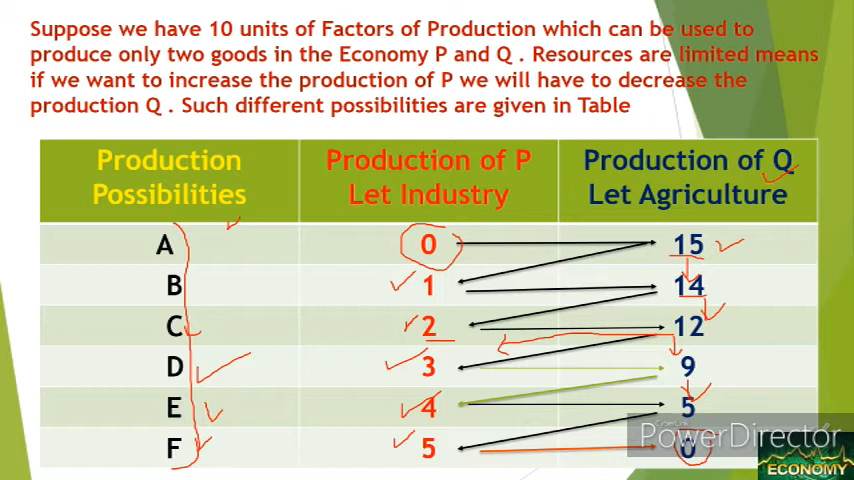 Suppose we have 10 units of Factors of Production which can be used to
produce only two goods in the Economy P and Q . Resources are limited means
if we want to increase the production of P we will have to decrease the
production Q . Such different possibilities are given in Table
Production Possibilities Production of P Let Industry Production of Q Let Agriculture
A 0 15
B 1 14
C 2 12
D 3 9
E 4 5
F 5 0
PowerDirector
ECONOMY